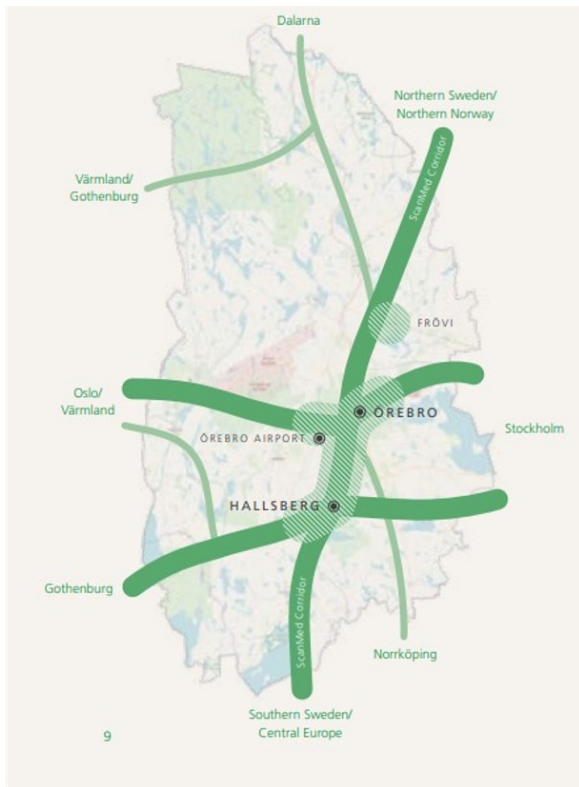 Dalarna
Northern Sweden/
Northern Norway
ScanMed Corridor
Värmland/
Gothenburg
FRÖVI
Oslo/
Värmland
ÖREBRO
ÖREBRO AIRPORT
Stockholm
HALLSBERG
Gothenburg
ScanMed Corridor
Norrköping
Southern Sweden/
Central Europe
9